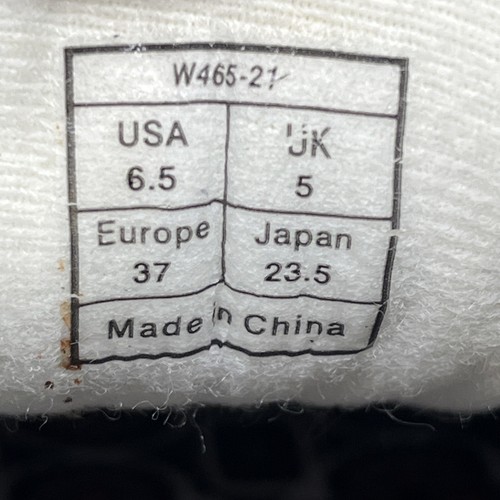 W465-21
USA UK
6.5 5
Europe Japan
37 23.5
Made in China